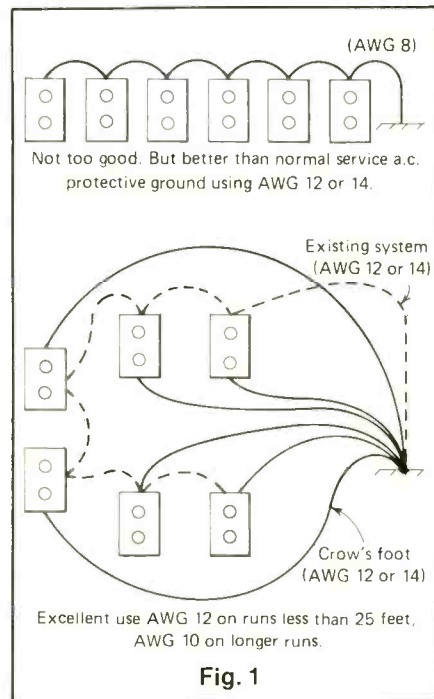 (AWG 8)
Not too good. But better than normal service a.c.
protective ground using AWG 12 or 14.
Existing system
(AWG 12 or 14)
Crow's foot
(AWG 12 or 14)
Excellent use AWG 12 on runs less than 25 feet,
AWG 10 on longer runs.
Fig. 1